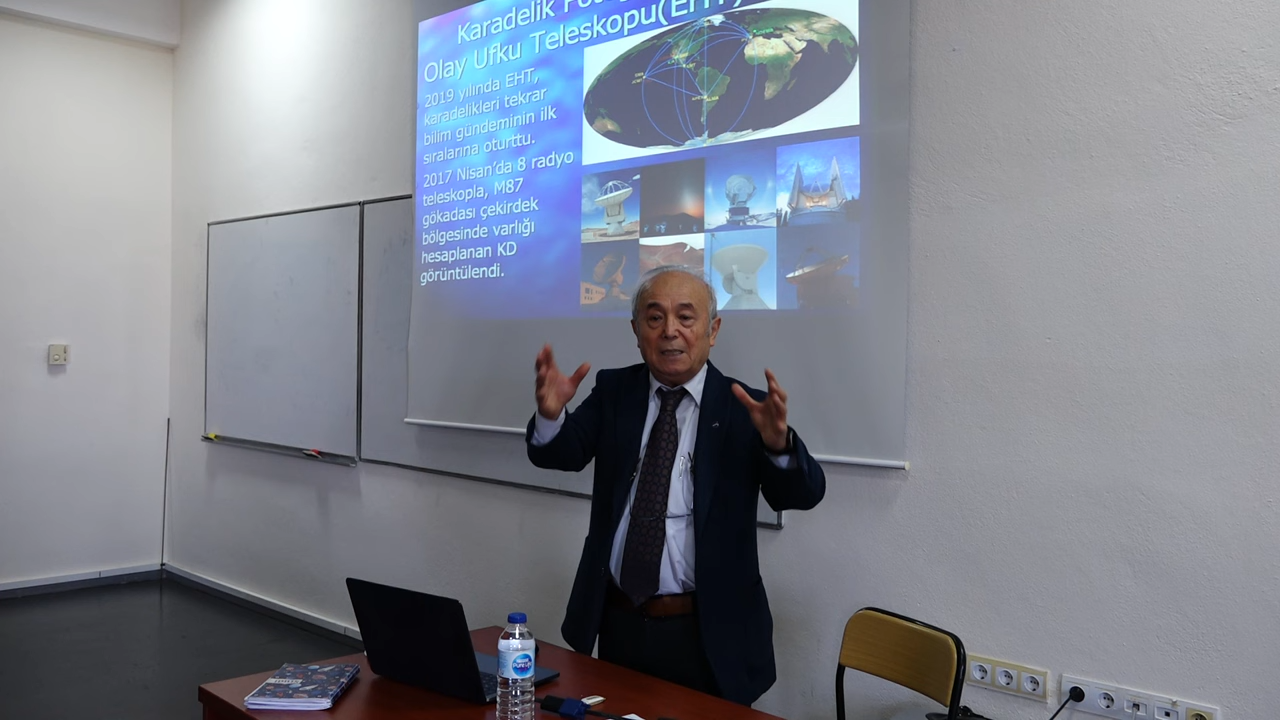 Karadelik
Olay Ufku Teleskopu(EHT)
2019 yılında EHT,
karadelikleri tekrar
bilim gündeminin ilk
sıralarına oturttu.
2017 Nisan'da 8 radyo
teleskopla, M87
gökadası çekirdek
bölgesinde varlığı
hesaplanan KD
görüntülendi.